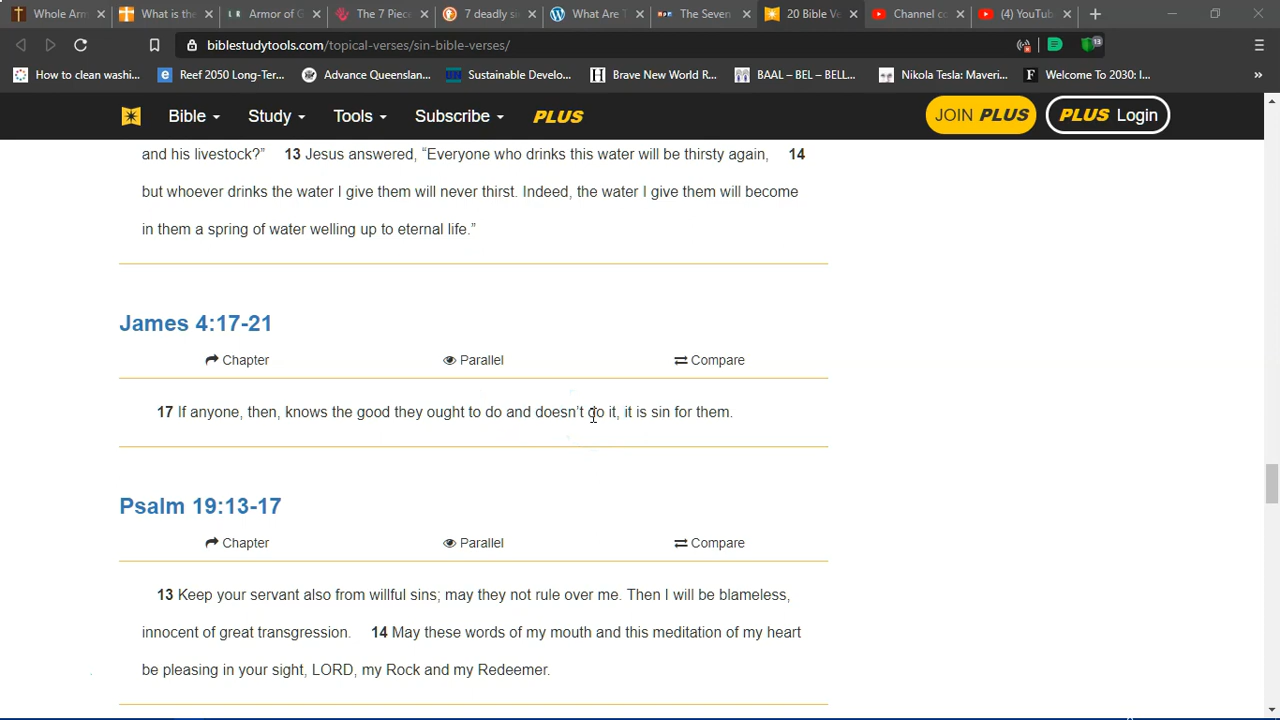 Whole Arm
What is the
Armor of G
The 7 Piece
7 deadly si
What Are T
The Seven
20 Bible Ve
Channel co
(4) YouTub
biblestudytools.com/topical-verses/sin-bible-verses/
13
How to clean washi...
Reef 2050 Long-Ter...
Advance Queenslan...
Sustainable Develo...
Brave New World R...
BAAL – BEL – BELL...
Nikola Tesla: Maveri...
Welcome To 2030: I...
»
Bible
Study
Tools
Subscribe
PLUS
JOIN PLUS
PLUS Login
and his livestock?” 13 Jesus answered, “Everyone who drinks this water will be thirsty again, 14
but whoever drinks the water I give them will never thirst. Indeed, the water I give them will become
in them a spring of water welling up to eternal life.”
James 4:17-21
Chapter
Parallel
Compare
17 If anyone, then, knows the good they ought to do and doesn’t do it, it is sin for them.
Psalm 19:13-17
Chapter
Parallel
Compare
13 Keep your servant also from willful sins; may they not rule over me. Then I will be blameless,
innocent of great transgression. 14 May these words of my mouth and this meditation of my heart
be pleasing in your sight, LORD, my Rock and my Redeemer.